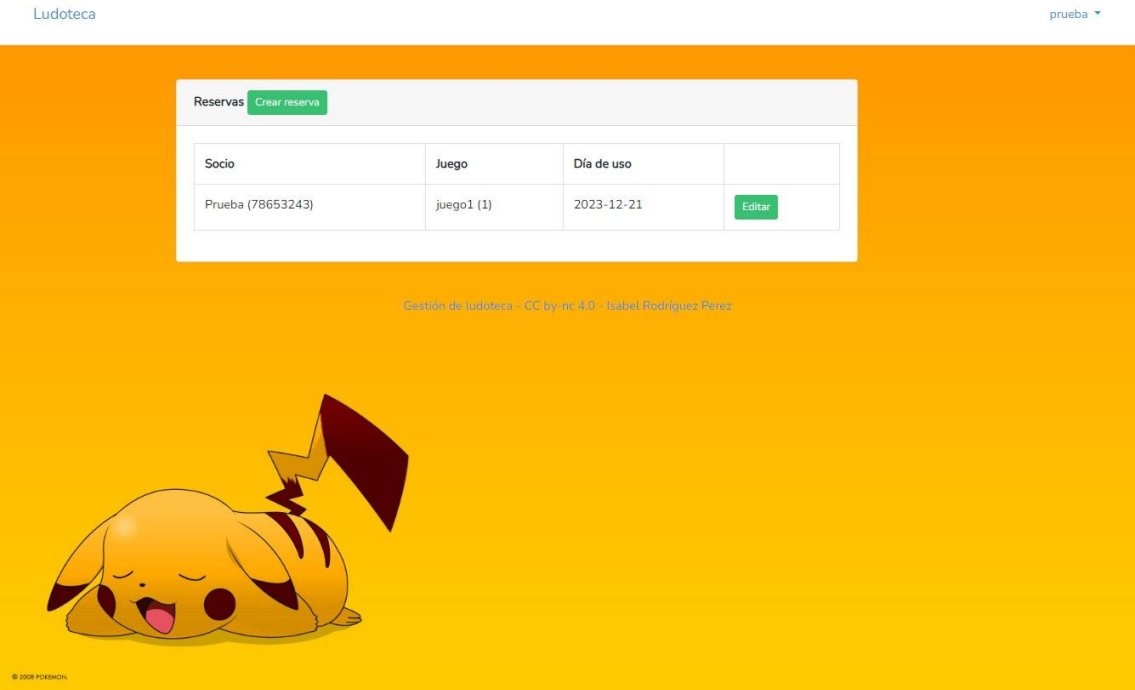 Ludoteca
prueba
Reservas Crear reserva
Socio Juego Día de uso
Prueba (78653243) juego1 (1) 2023-12-21 Editar
Gestión de ludoteca - CC by-nc 4.0 - Isabel Rodríguez Perez
© 2008 POKEMON.